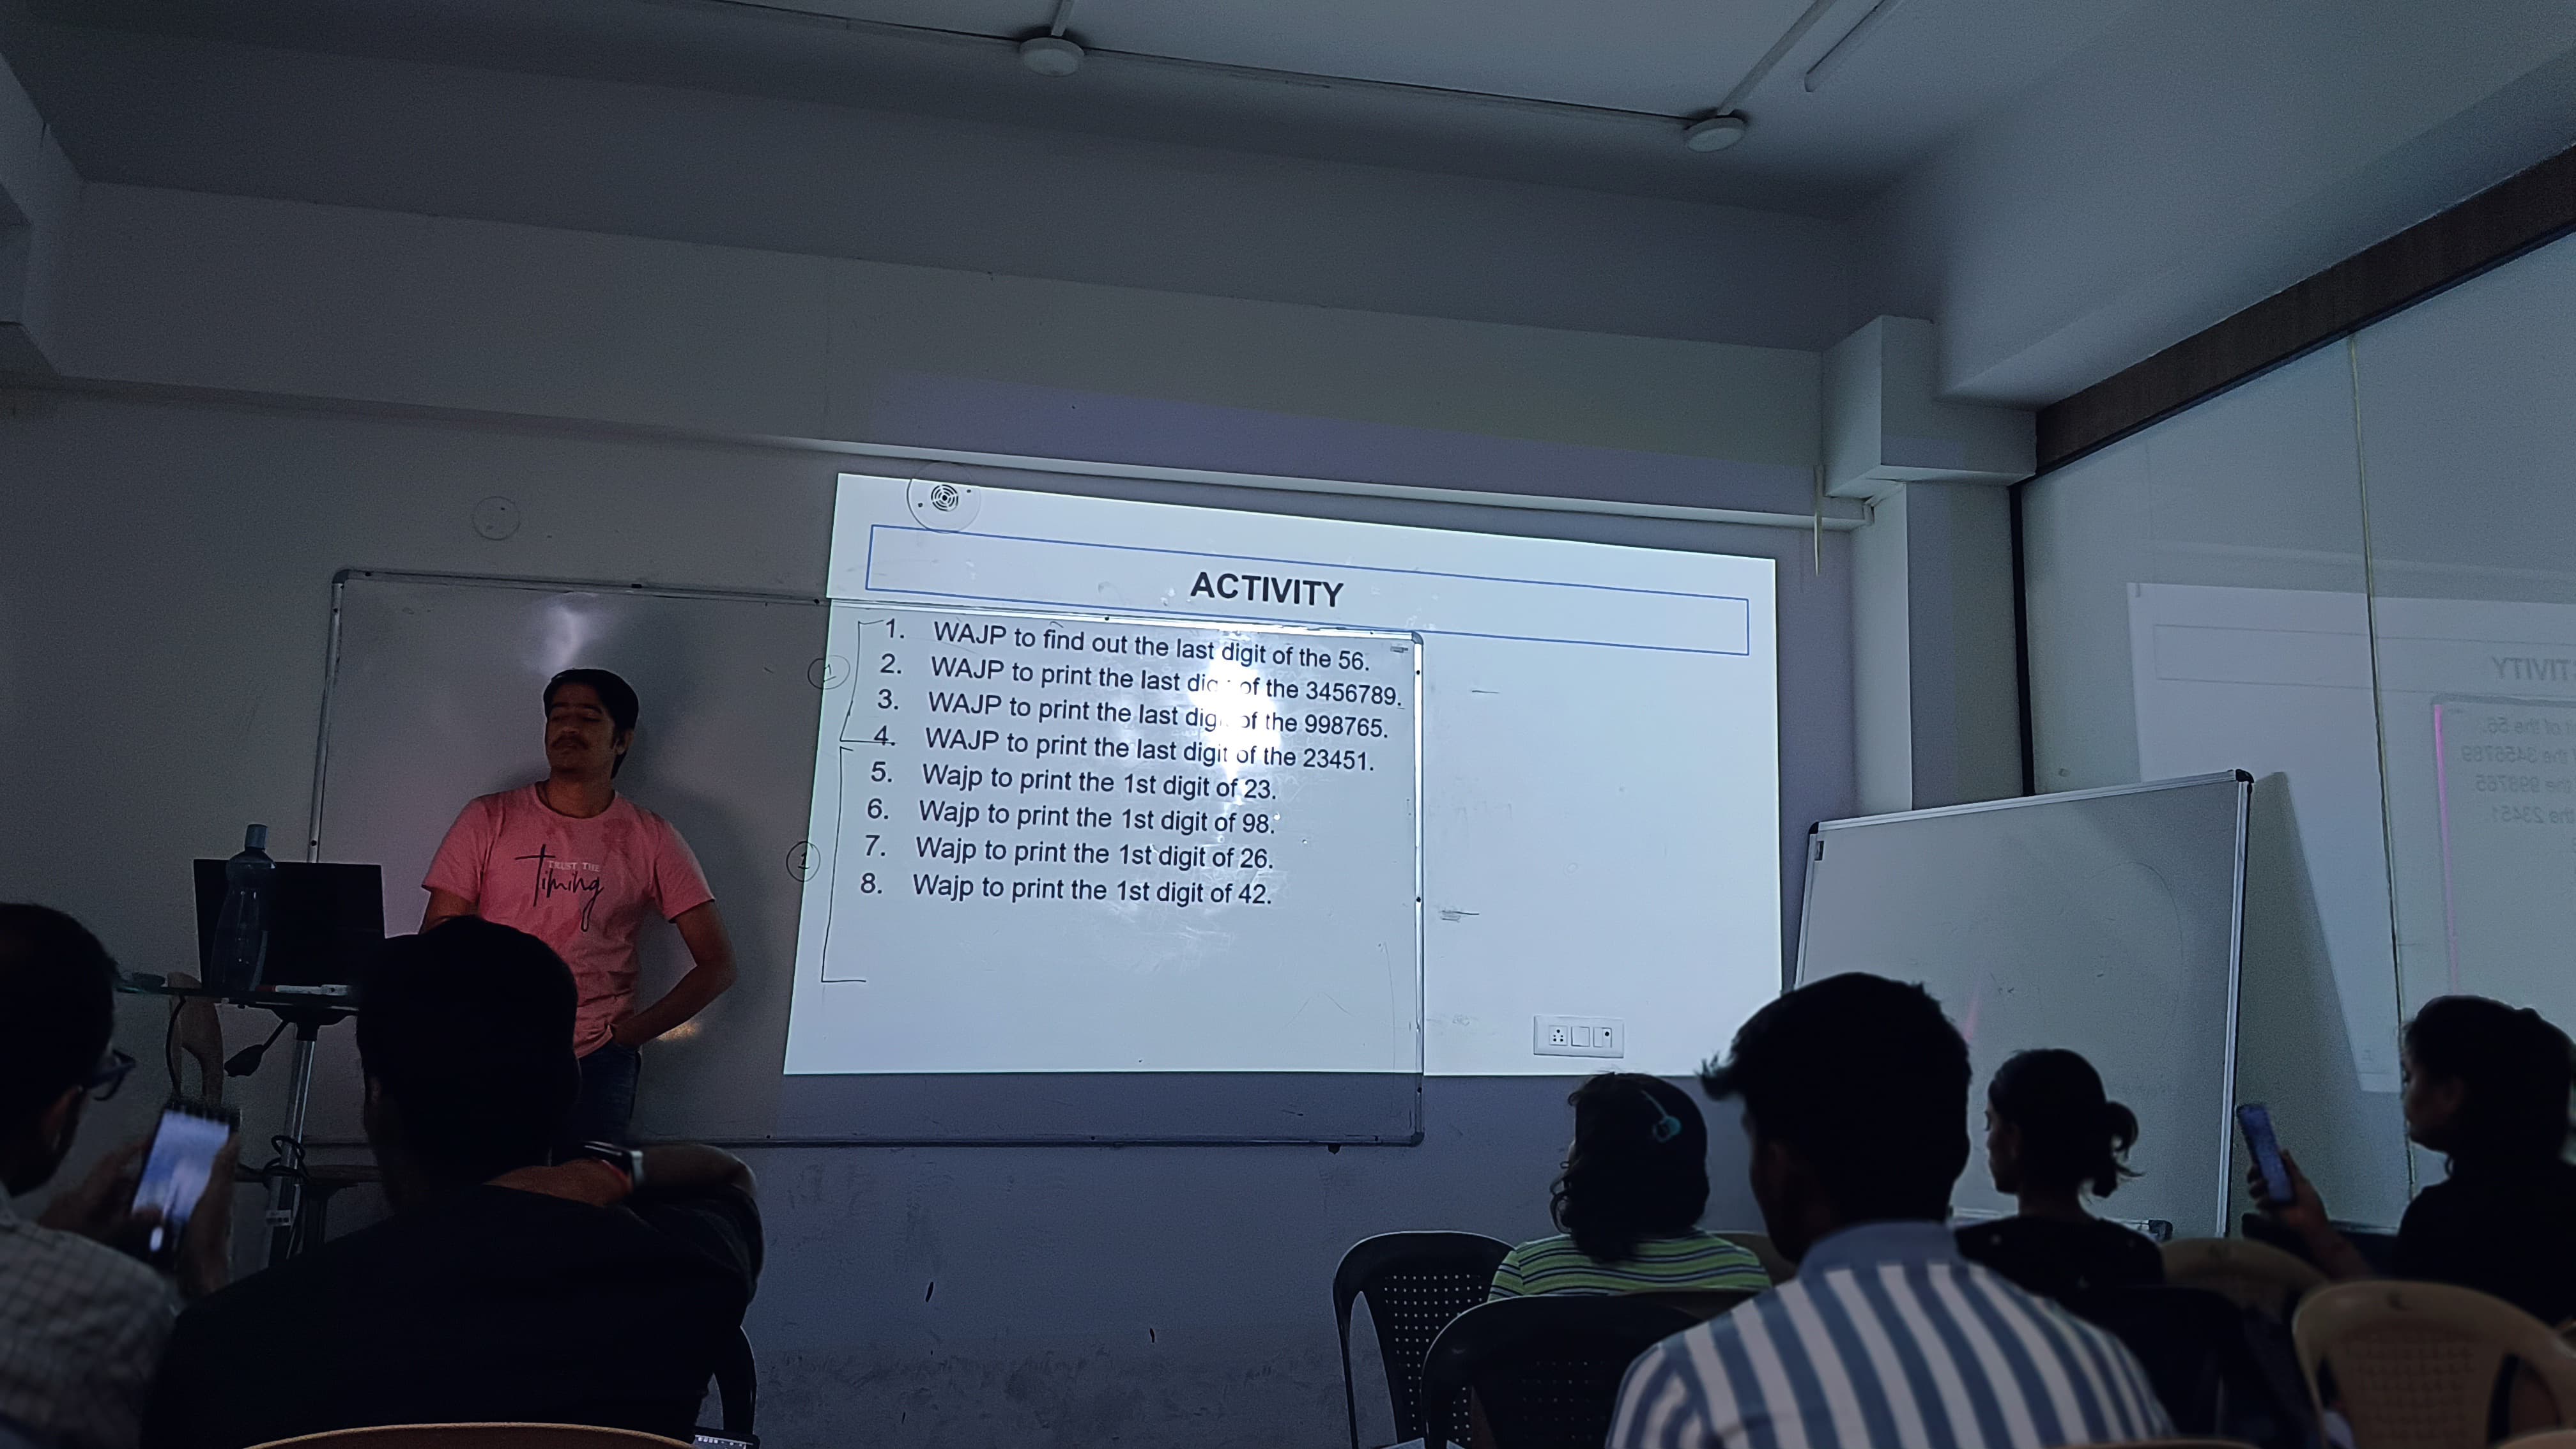 ACTIVITY
1. WAJP to find out the last digit of the 56.
2. WAJP to print the last of the 3456789.
3. WAJP to print the last of the 998765.
4. WAJP to print the last digit of the 23451.
5. Wajp to print the 1st digit of 23.
6. Wajp to print the 1st digit of 98.
7. Wajp to print the 1st digit of 26.
8. Wajp to print the 1st digit of 42.
TRUST THE
Timing